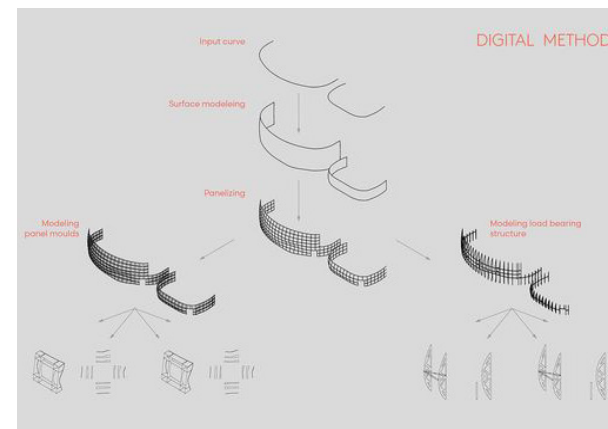 Input curve
DIGITAL METHOD
Surface modeleing
Panelizing
Modeling
panel moulds
Modeling load bearing
structure